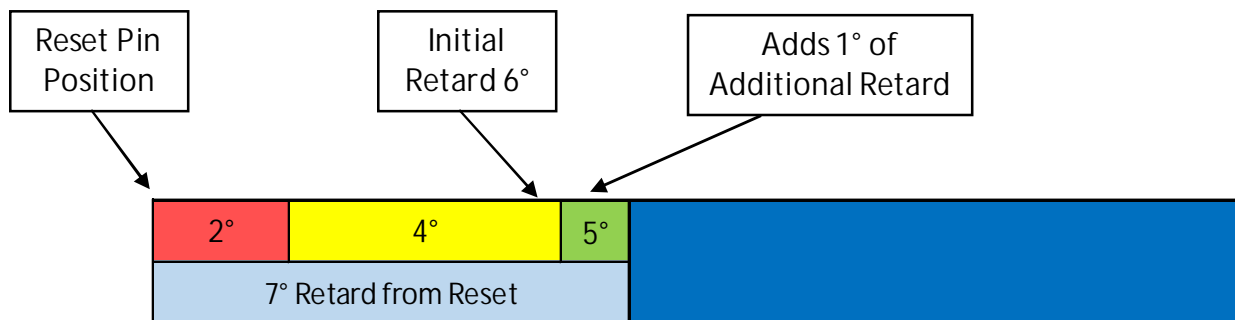 Reset Pin
Position
Initial
Retard 6°
Adds 1° of
Additional Retard
2°
4°
5°
7° Retard from Reset